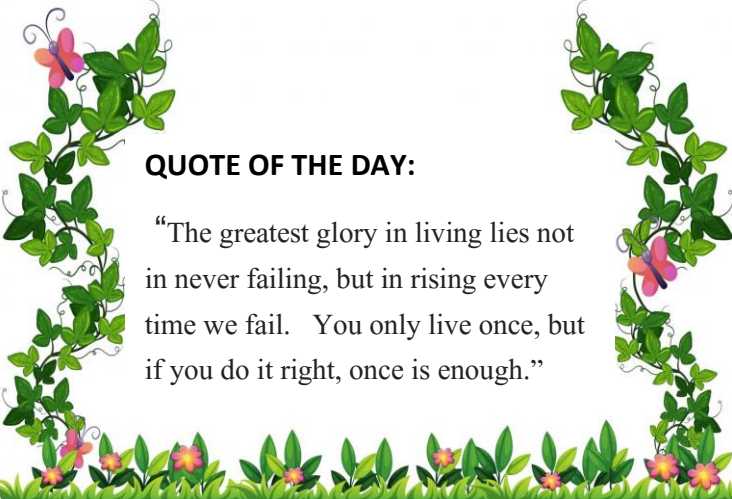 QUOTE OF THE DAY:
“The greatest glory in living lies not
in never failing, but in rising every
time we fail.   You only live once, but
if you do it right, once is enough.”